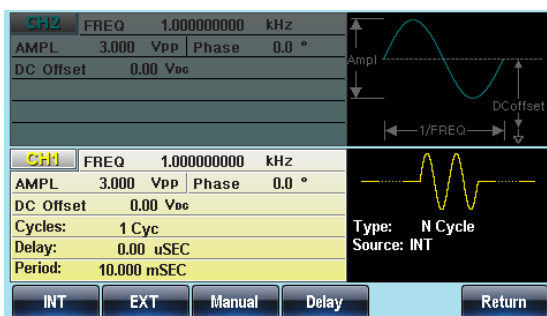 CH2 FREQ 1.000000000 kHz
AMPL 3.000 Vpp Phase 0.0 °
DC Offset 0.00 VDC
Ampl
DCoffset
1/FREQ
CH1 FREQ 1.000000000 kHz
AMPL 3.000 Vpp Phase 0.0 °
DC Offset 0.00 VDC
Cycles: 1 Cyc
Delay: 0.00 uSEC
Period: 10.000 mSEC
Type: N Cycle
Source: INT
INT EXT Manual Delay Return